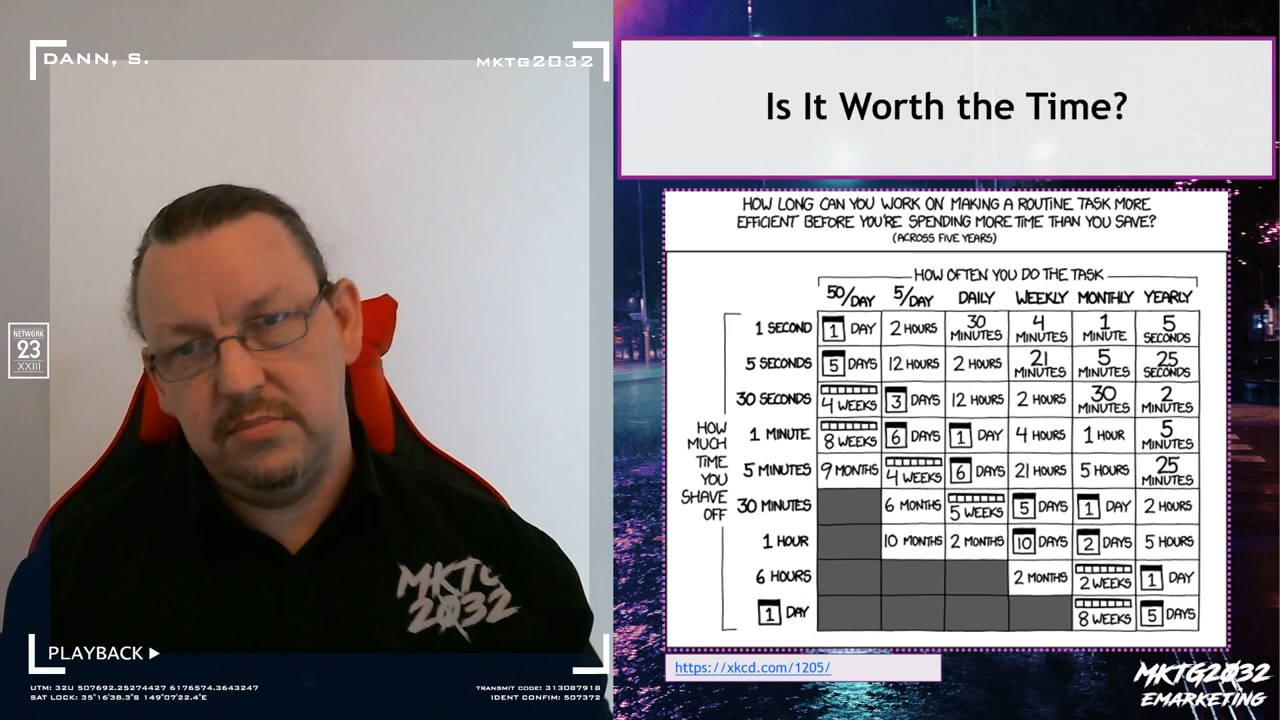 DANN, S.
MKTG2032
NETWORK
23
XXIII
MKTG
2032
PLAYBACK
UTM: 32U 507692.25274427 6176574.3643247
SAT LOCK: 35°16'38.3"S 149°07'22.4"E
TRANSMIT CODE: 313087918
IDENT CONFIM: 507372
Is It Worth the Time?
HOW LONG CAN YOU WORK ON MAKING A ROUTINE TASK MORE
EFFICIENT BEFORE YOU'RE SPENDING MORE TIME THAN YOU SAVE?
(ACROSS FIVE YEARS)
HOW OFTEN YOU DO THE TASK
50/DAY 5/DAY DAILY WEEKLY MONTHLY YEARLY
HOW
MUCH
TIME
YOU
SHAVE
OFF
1 SECOND 1 DAY 2 HOURS 30 MINUTES 4 MINUTES 1 MINUTE 5 SECONDS
5 SECONDS 5 DAYS 12 HOURS 2 HOURS 21 MINUTES 5 MINUTES 25 SECONDS
30 SECONDS 4 WEEKS 3 DAYS 12 HOURS 2 HOURS 30 MINUTES 2 MINUTES
1 MINUTE 8 WEEKS 6 DAYS 1 DAY 4 HOURS 1 HOUR 5 MINUTES
5 MINUTES 9 MONTHS 4 WEEKS 6 DAYS 21 HOURS 5 HOURS 25 MINUTES
30 MINUTES 6 MONTHS 5 WEEKS 5 DAYS 1 DAY 2 HOURS
1 HOUR 10 MONTHS 2 MONTHS 10 DAYS 2 DAYS 5 HOURS
6 HOURS 2 MONTHS 2 WEEKS 1 DAY
1 DAY 8 WEEKS 5 DAYS
https://xkcd.com/1205/
MKTG2032
EMARKETING